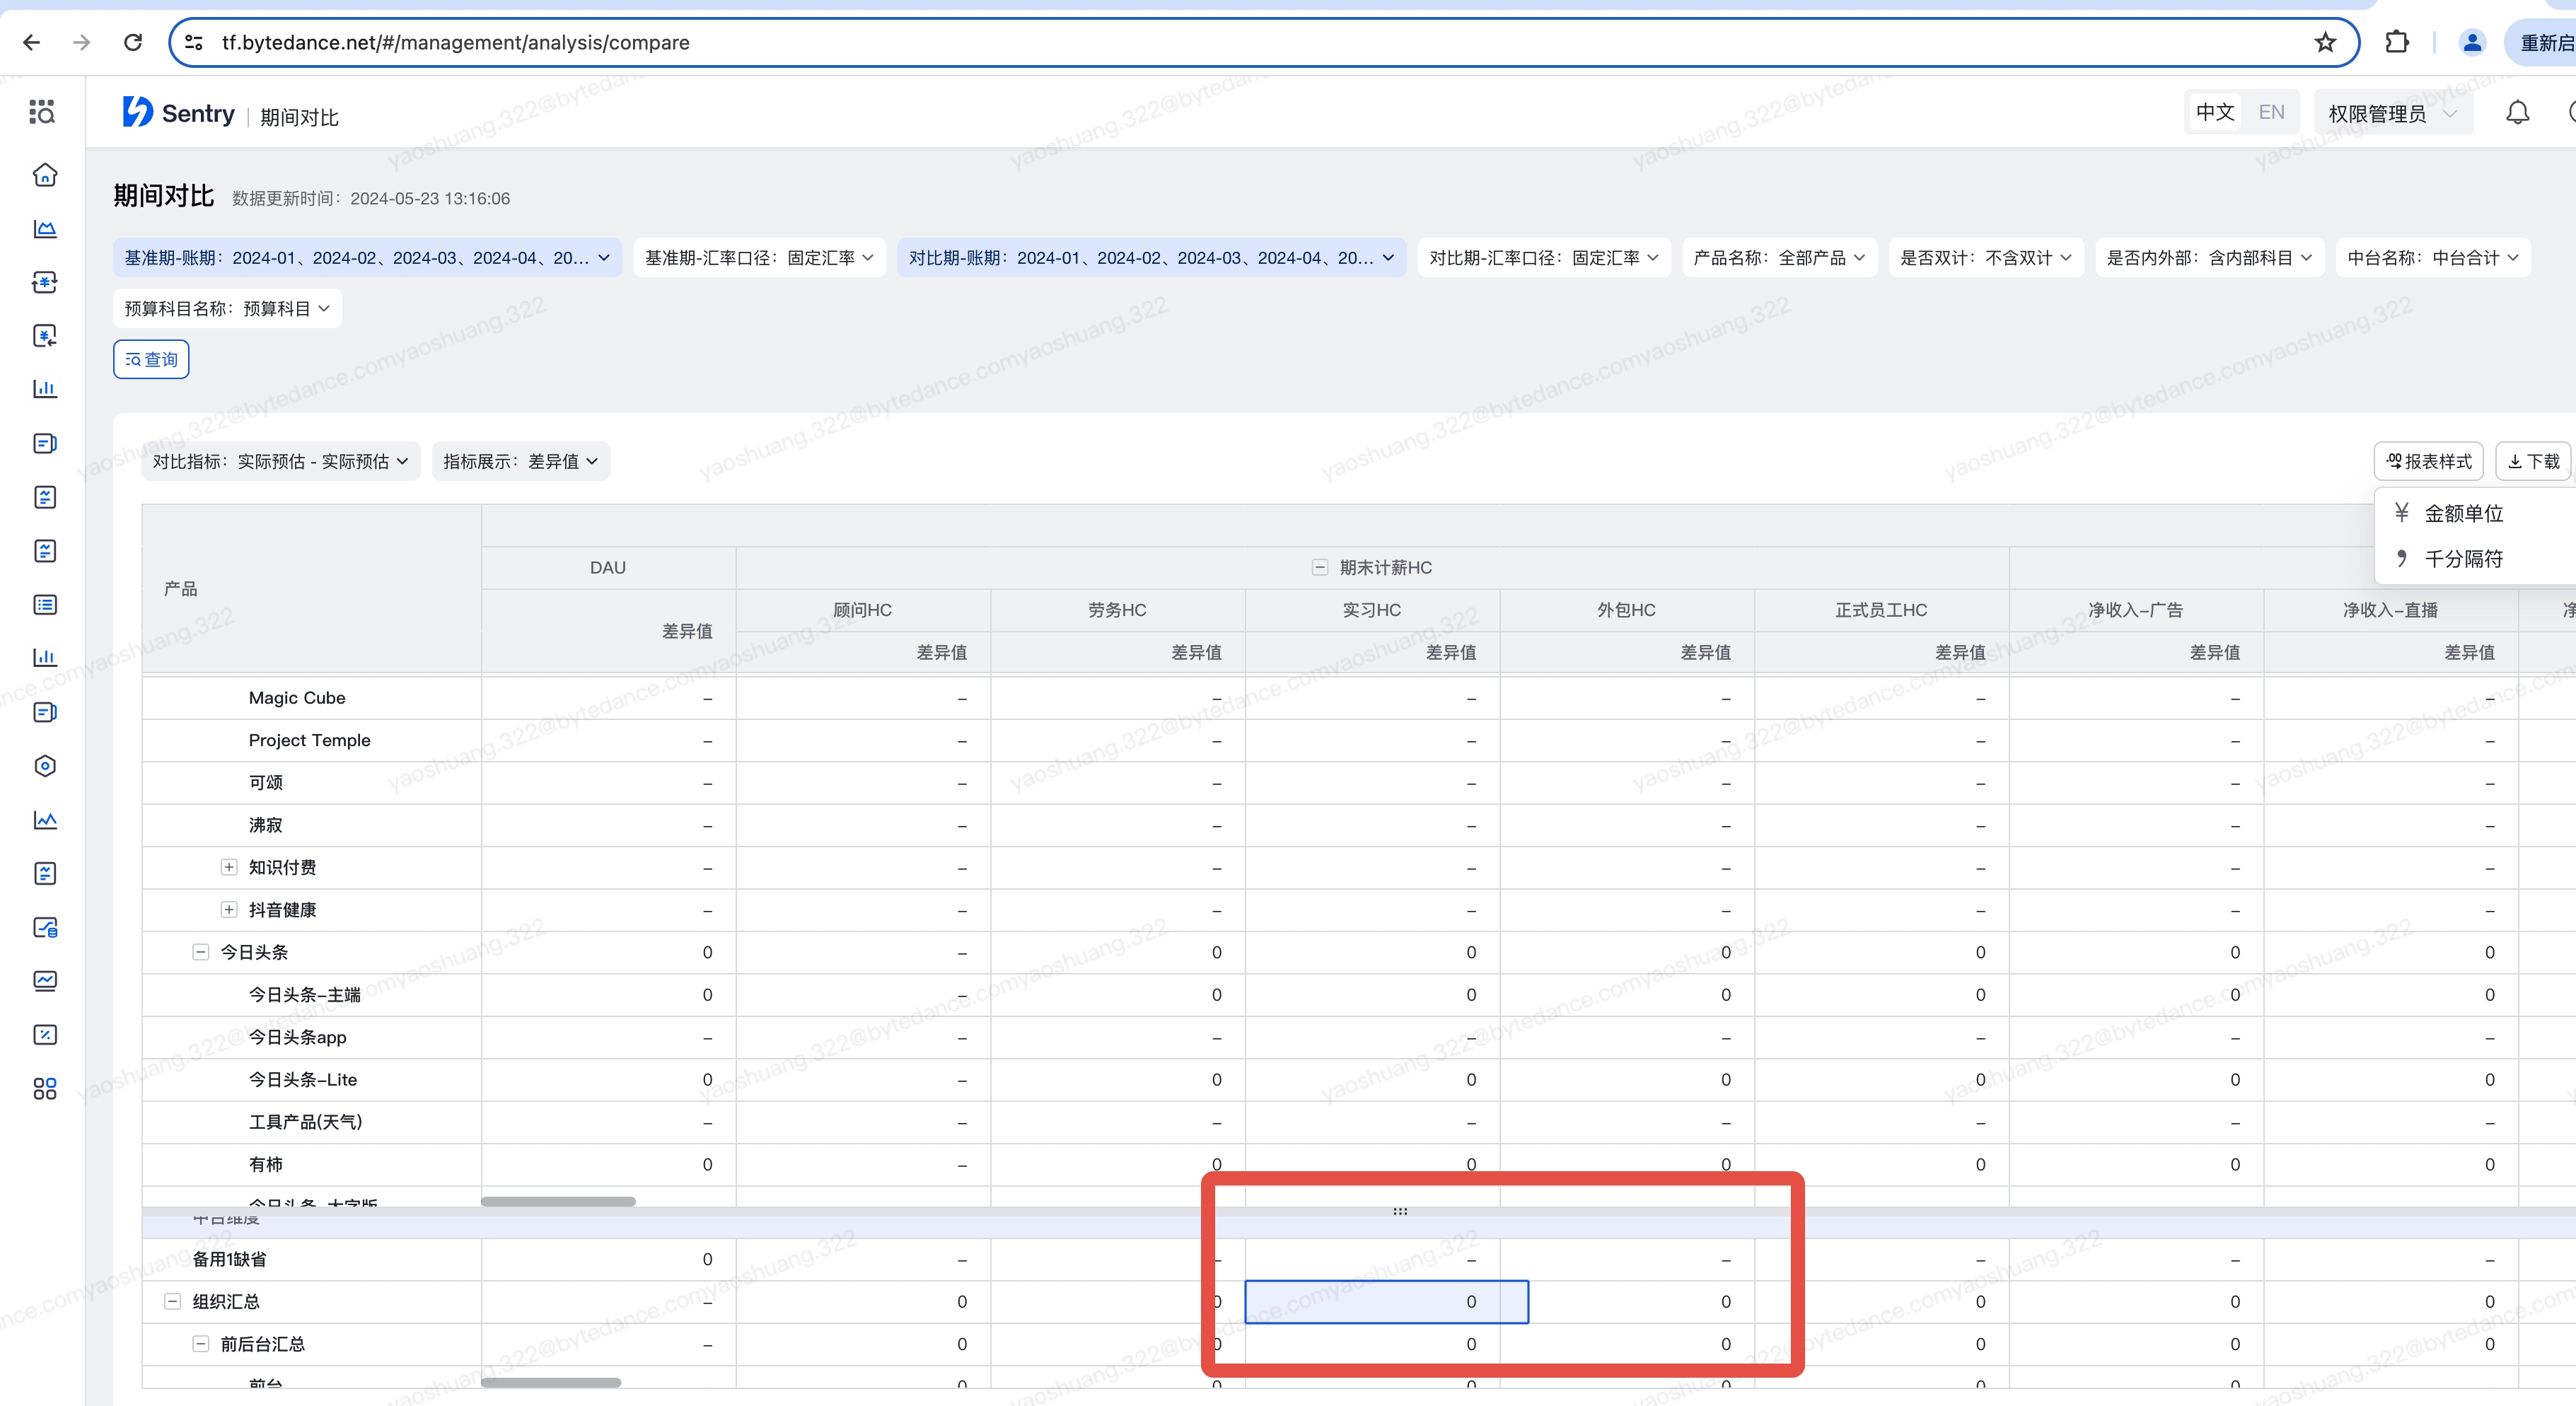 tf.bytedance.net/#/management/analysis/compare
重新启
Sentry | 期间对比
中文 EN 权限管理员
期间对比 数据更新时间：2024-05-23 13:16:06
基准期-账期：2024-01、2024-02、2024-03、2024-04、20... 基准期-汇率口径：固定汇率 对比期-账期：2024-01、2024-02、2024-03、2024-04、20... 对比期-汇率口径：固定汇率 产品名称：全部产品 是否双计：不含双计 是否内外部：含内部科目 中台名称：中台合计
预算科目名称：预算科目
查询
对比指标：实际预估 - 实际预估 指标展示：差异值
报表样式 下载
¥ 金额单位
, 千分隔符
产品 DAU 期末计薪HC
顾问HC 劳务HC 实习HC 外包HC 正式员工HC 净收入-广告 净收入-直播 净
差异值 差异值 差异值 差异值 差异值 差异值 差异值 差异值
Magic Cube – – – – – – – –
Project Temple – – – – – – – –
可颂 – – – – – – – –
沸寂 – – – – – – – –
知识付费 – – – – – – – –
抖音健康 – – – – – – – –
今日头条 0 – 0 0 0 0 0 0
今日头条-主端 0 – 0 0 0 0 0 0
今日头条app – – – – – – – –
今日头条-Lite 0 – 0 0 0 0 0 0
工具产品(天气) – – – – – – – –
有柿 0 – 0 0 0 0 0 0
今日头条-大字版
中台维度
备用1缺省 0 – – – – – – –
组织汇总 – 0 0 0 0 0 0 0
前后台汇总 – 0 0 0 0 0 0 0
前台 0 0 0 0 0 0 0
yaoshuang.322@bytedance.com